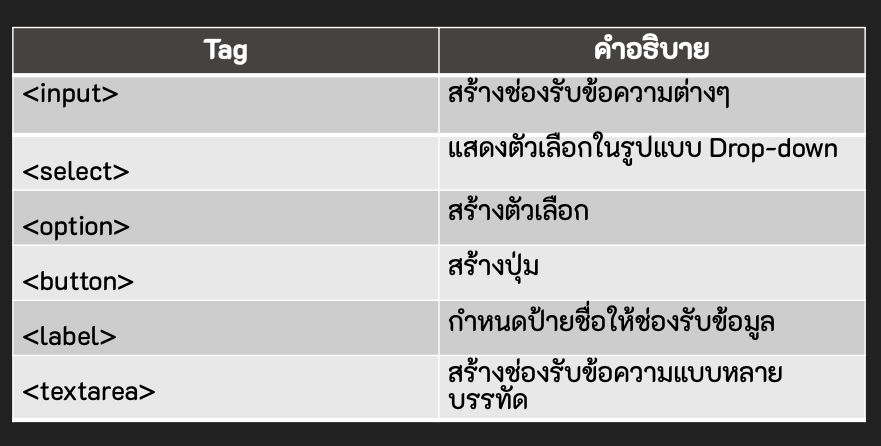 Tag คำอธิบาย
<input> สร้างช่องรับข้อความต่างๆ
<select> แสดงตัวเลือกในรูปแบบ Drop-down
<option> สร้างตัวเลือก
<button> สร้างปุ่ม
<label> กำหนดป้ายชื่อให้ช่องรับข้อมูล
<textarea> สร้างช่องรับข้อความแบบหลาย
บรรทัด